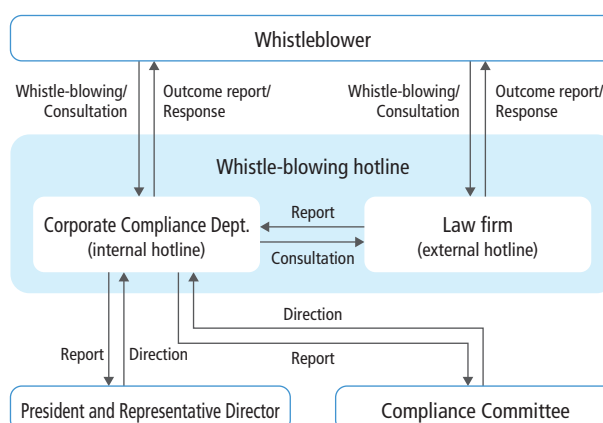 Whistleblower
Whistle-blowing/
Consultation
Outcome report/
Response
Whistle-blowing/
Consultation
Outcome report/
Response
Whistle-blowing hotline
Corporate Compliance Dept.
(internal hotline)
Report
Consultation
Law firm
(external hotline)
Direction
Report
Direction
Report
President and Representative Director
Compliance Committee